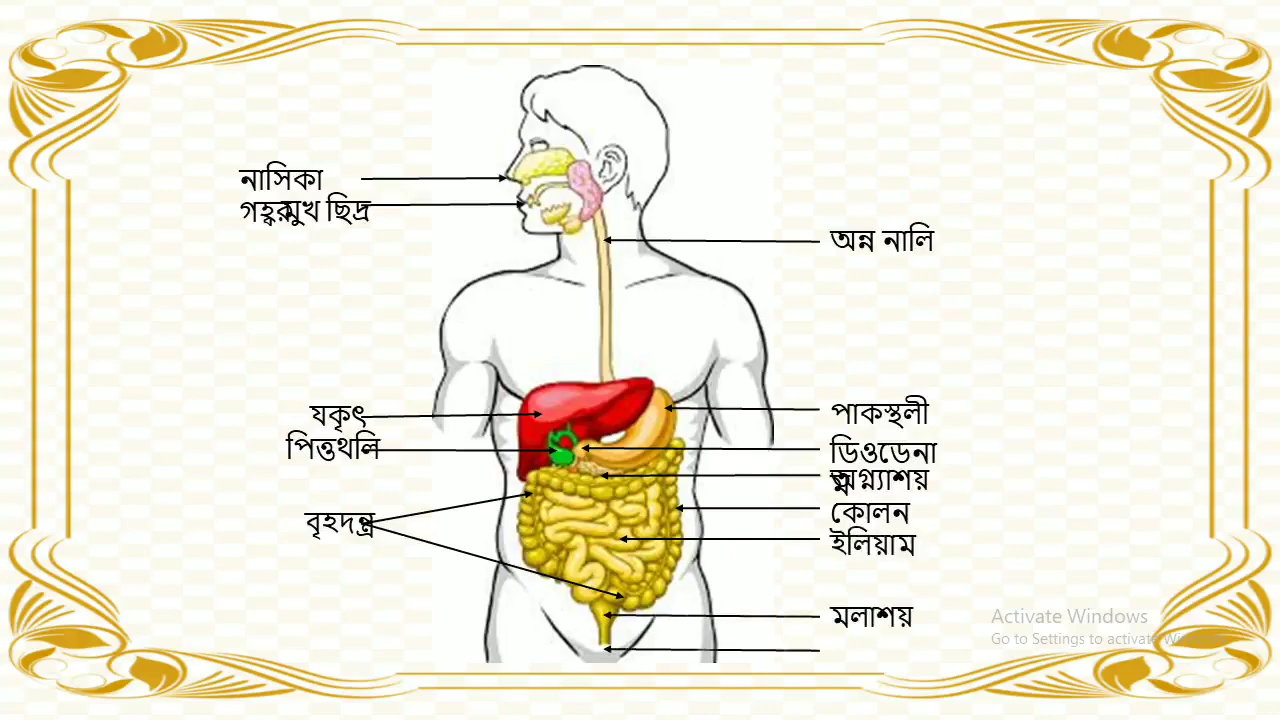 নাসিকা
গহ্বর
মুখ ছিদ্র
অন্ন নালি
যকৃৎ
পিত্তথলি
বৃহদন্ত্র
পাকস্থলী
ডিওডেনা
অগ্ন্যাশয়
কোলন
ইলিয়াম
মলাশয়
Activate Windows
Go to Settings to activate Windows.